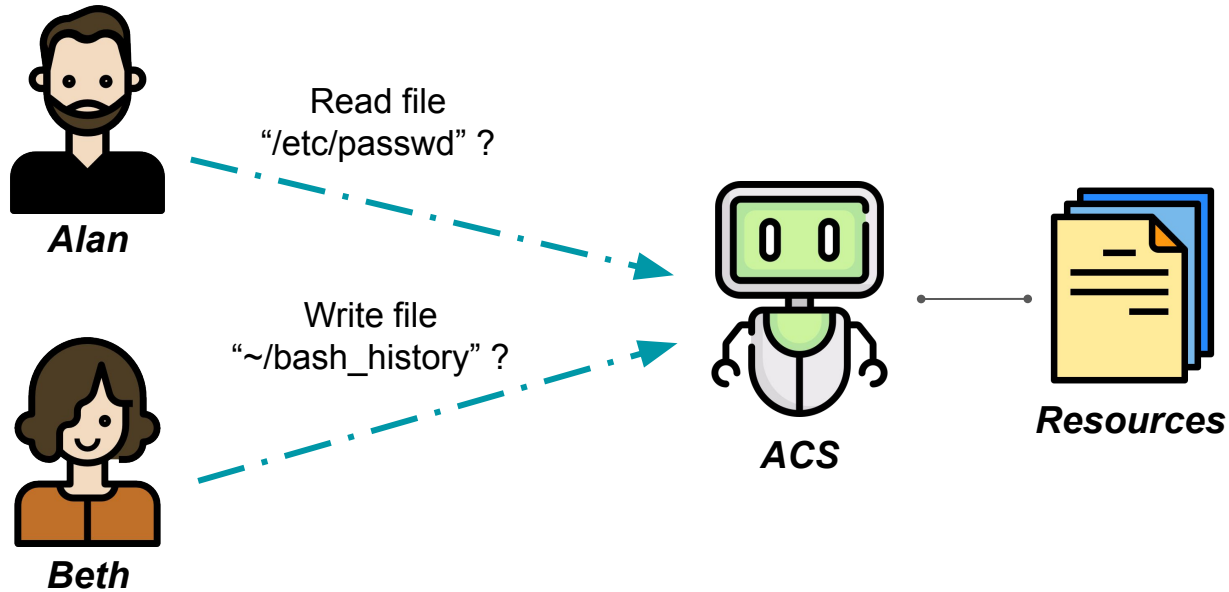 Read file
“/etc/passwd” ?
Alan
Write file
“~/bash_history” ?
Beth
ACS
Resources